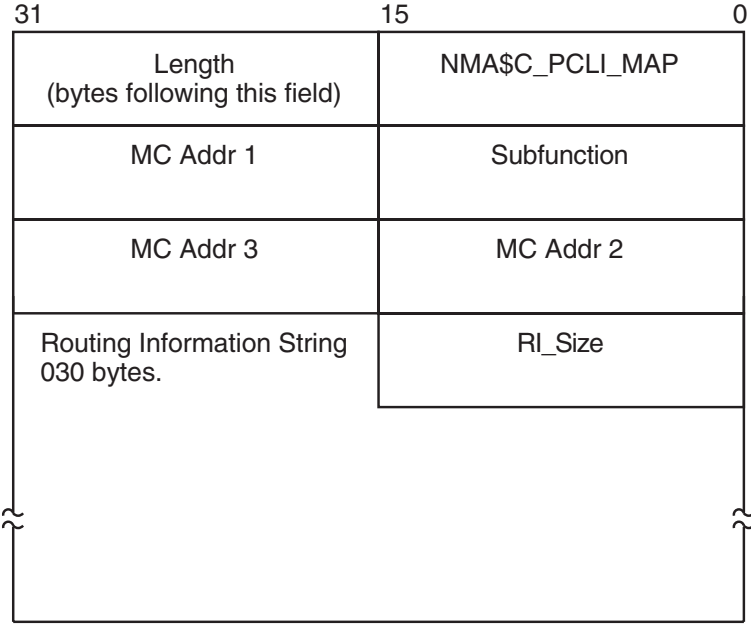 31 15 0
Length
(bytes following this field)
NMA$C_PCLI_MAP
MC Addr 1
Subfunction
MC Addr 3
MC Addr 2
Routing Information String
030 bytes.
RI_Size